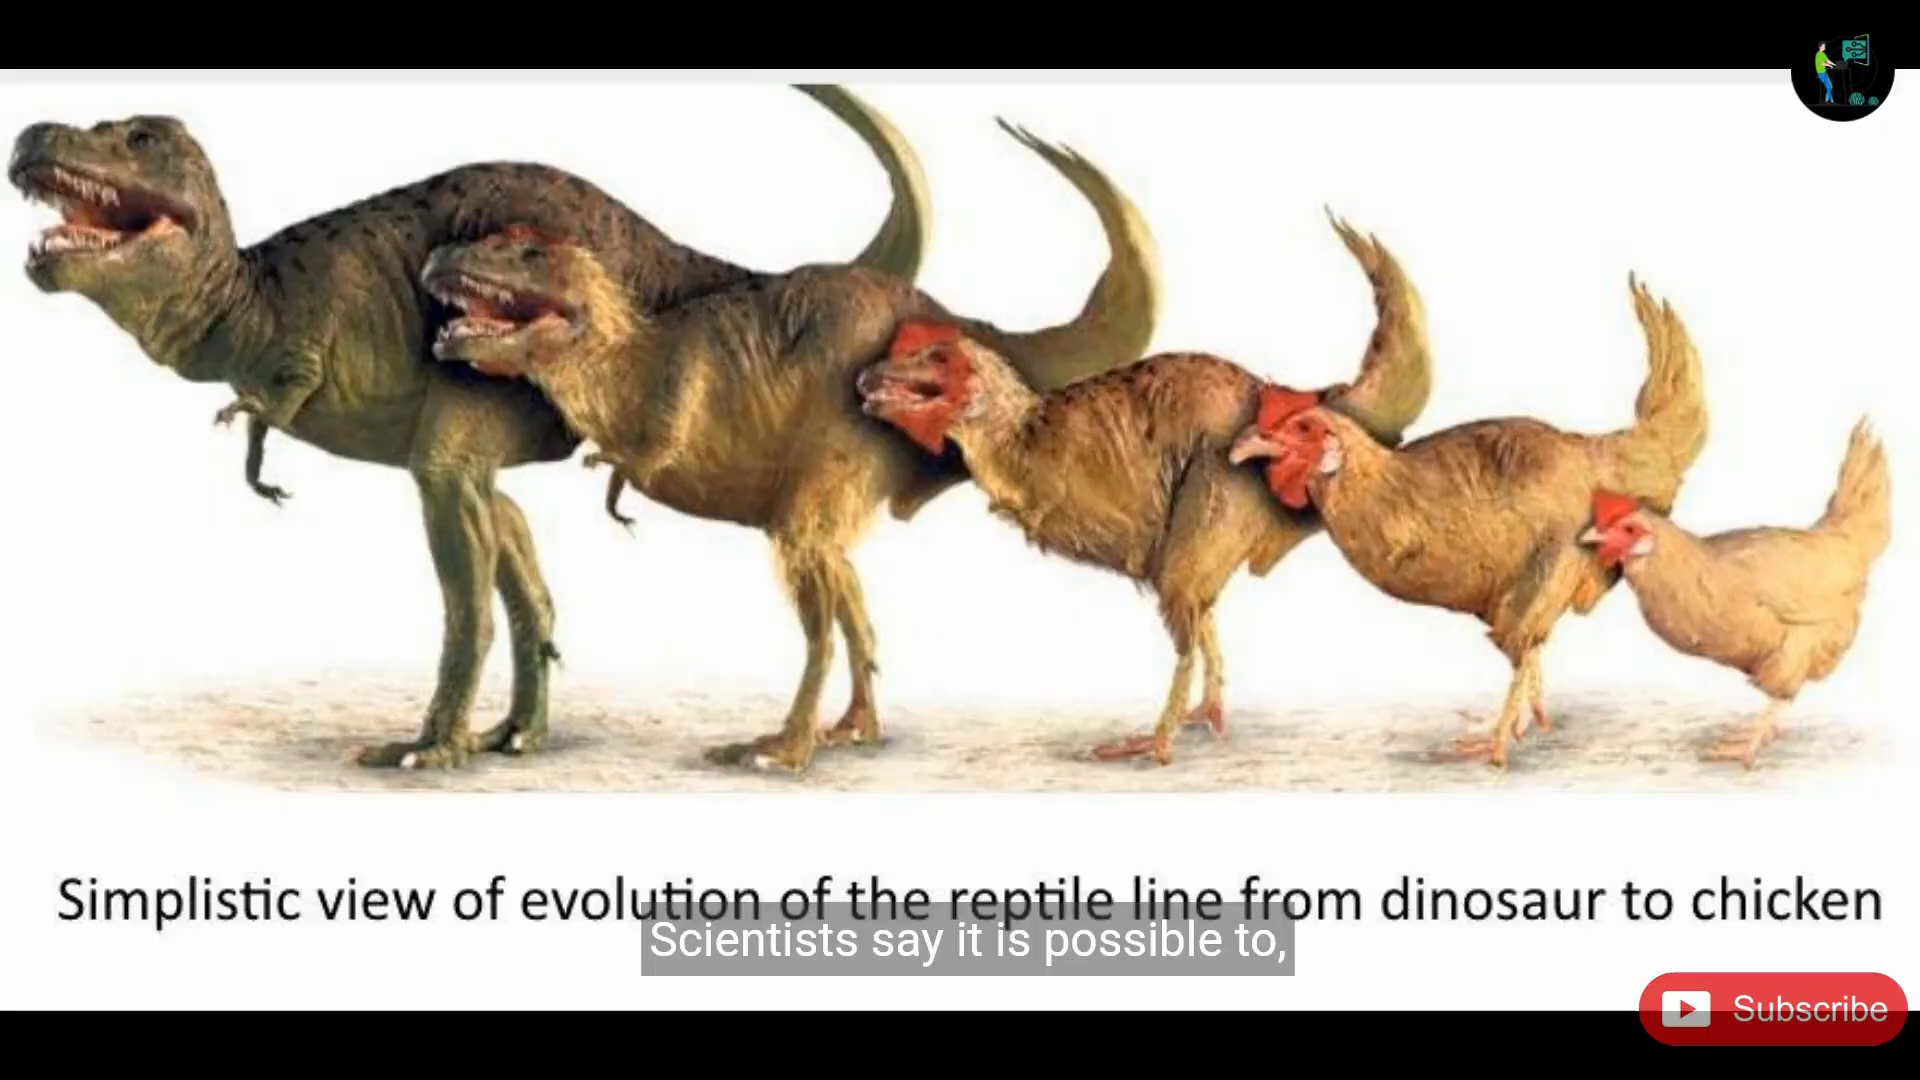 Simplistic view of evolution of the reptile line from dinosaur to chicken
Scientists say it is possible to,
Subscribe